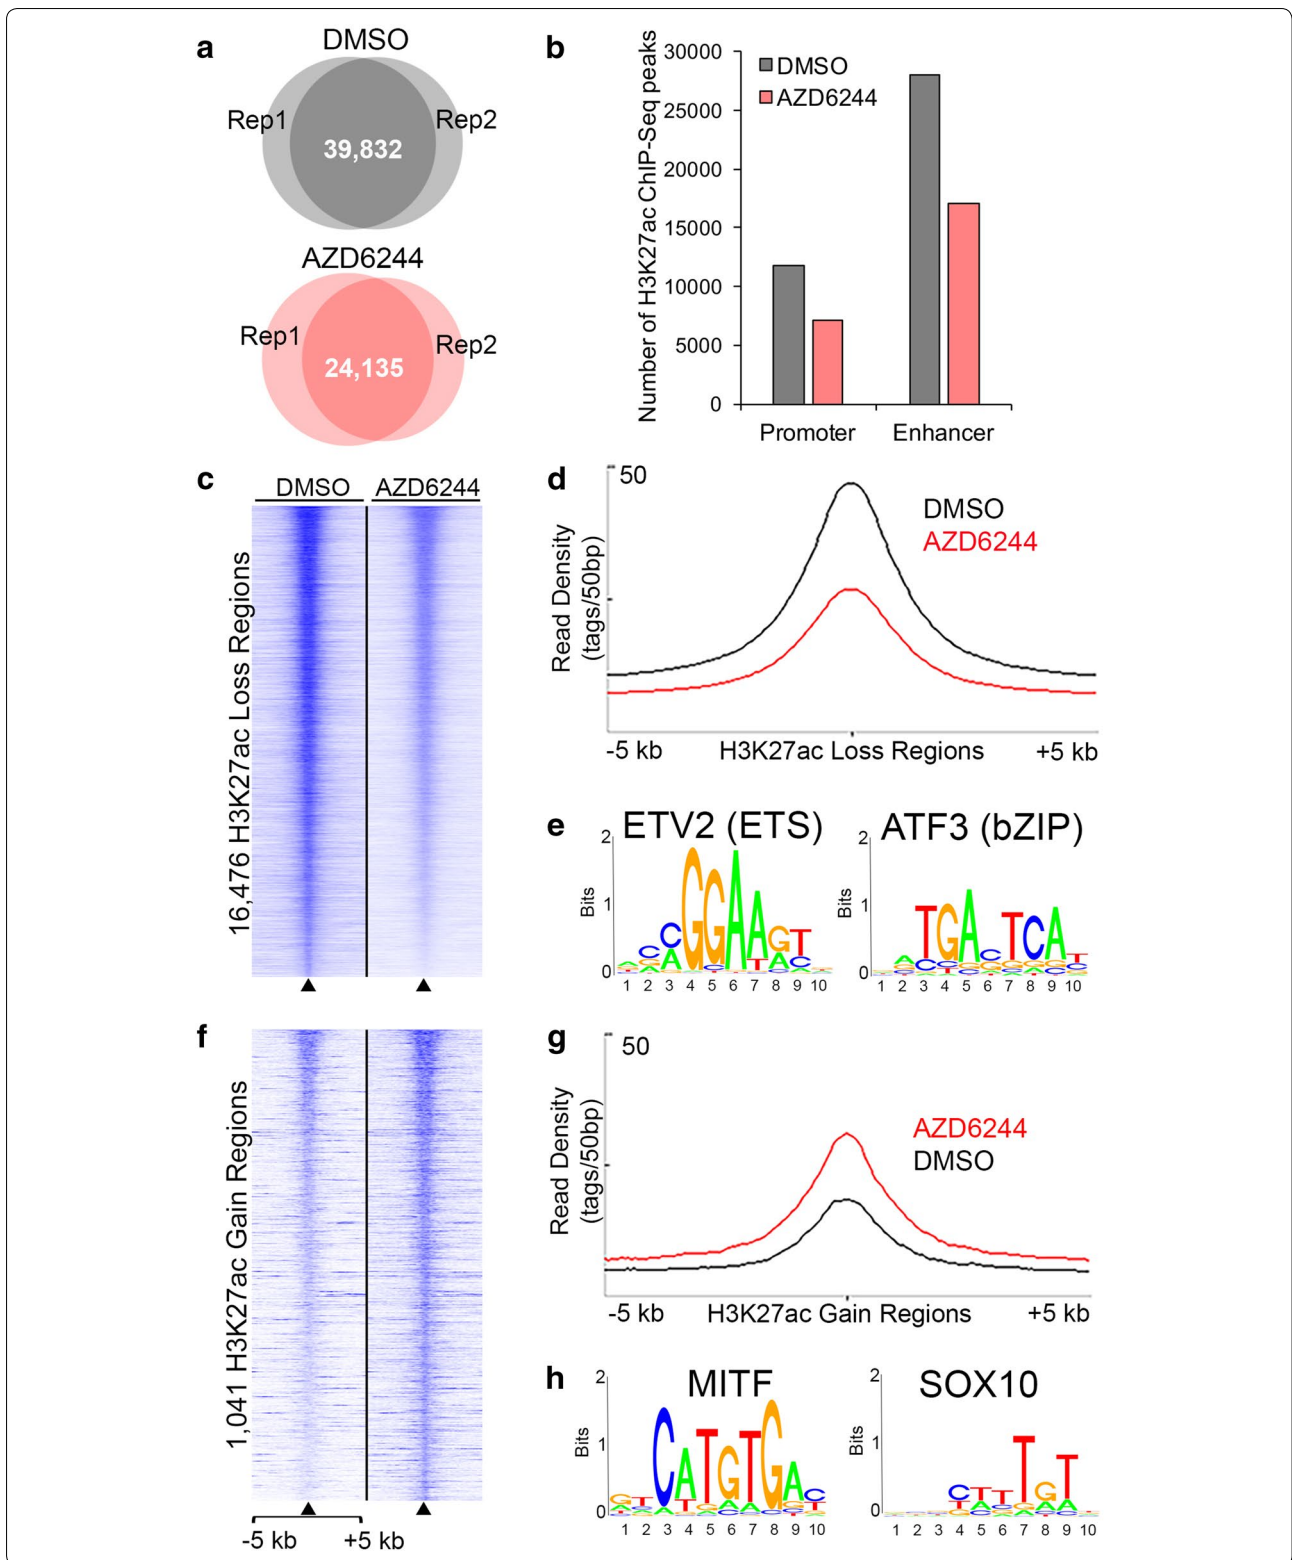 a
DMSO
Rep1
Rep2
39,832
AZD6244
Rep1
Rep2
24,135
b
Number of H3K27ac ChIP-Seq peaks
30000
25000
20000
15000
10000
5000
0
DMSO
AZD6244
Promoter
Enhancer
c
DMSO
AZD6244
16,476 H3K27ac Loss Regions
d
50
Read Density
(tags/50bp)
DMSO
AZD6244
-5 kb
H3K27ac Loss Regions
+5 kb
e
ETV2 (ETS)
2
1
0
Bits
CGGAAGT
1 2 3 4 5 6 7 8 9 10
ATF3 (bZIP)
2
1
0
Bits
ATGACTCAT
1 2 3 4 5 6 7 8 9 10
f
1,041 H3K27ac Gain Regions
-5 kb
+5 kb
g
50
Read Density
(tags/50bp)
AZD6244
DMSO
-5 kb
H3K27ac Gain Regions
+5 kb
h
MITF
2
1
0
Bits
GTCATGTGAC
1 2 3 4 5 6 7 8 9 10
SOX10
2
1
0
Bits
CTTTGT
1 2 3 4 5 6 7 8 9 10